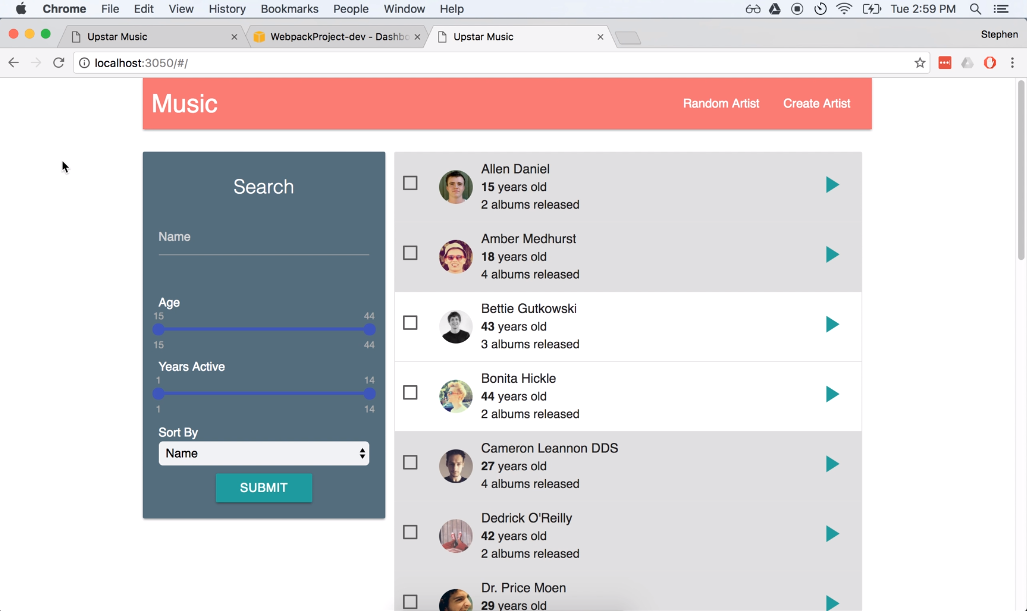 Chrome File Edit View History Bookmarks People Window Help Tue 2:59 PM
Upstar Music WebpackProject-dev - Dashbo Upstar Music Stephen
localhost:3050/#/
Music Random Artist Create Artist
Search
Name
Age
15 44
15 44
Years Active
1 14
1 14
Sort By
Name
SUBMIT
Allen Daniel
15 years old
2 albums released
Amber Medhurst
18 years old
4 albums released
Bettie Gutkowski
43 years old
3 albums released
Bonita Hickle
44 years old
2 albums released
Cameron Leannon DDS
27 years old
4 albums released
Dedrick O'Reilly
42 years old
2 albums released
Dr. Price Moen
29 years old